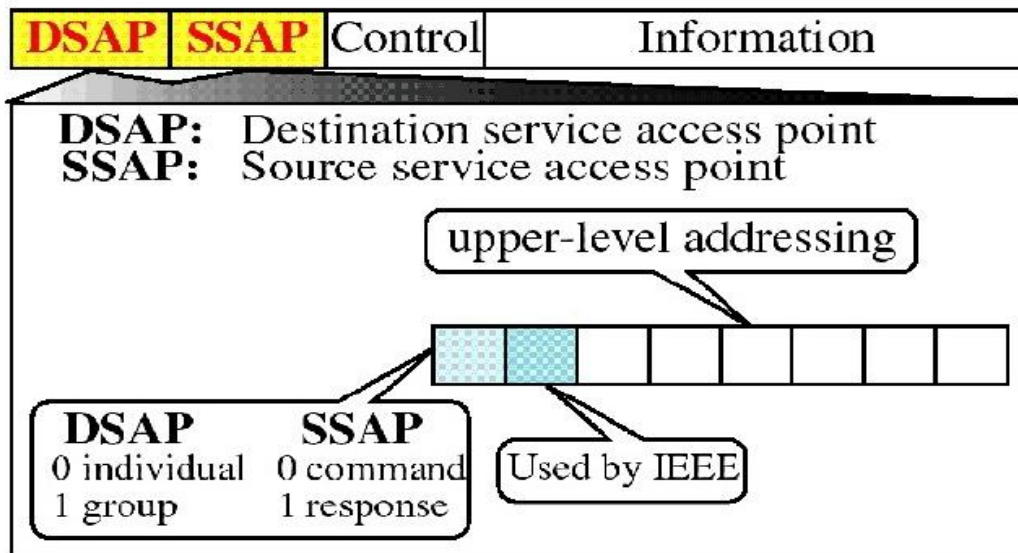 DSAP SSAP Control Information
DSAP: Destination service access point
SSAP: Source service access point
upper-level addressing
DSAP SSAP
0 individual 0 command
1 group 1 response
Used by IEEE